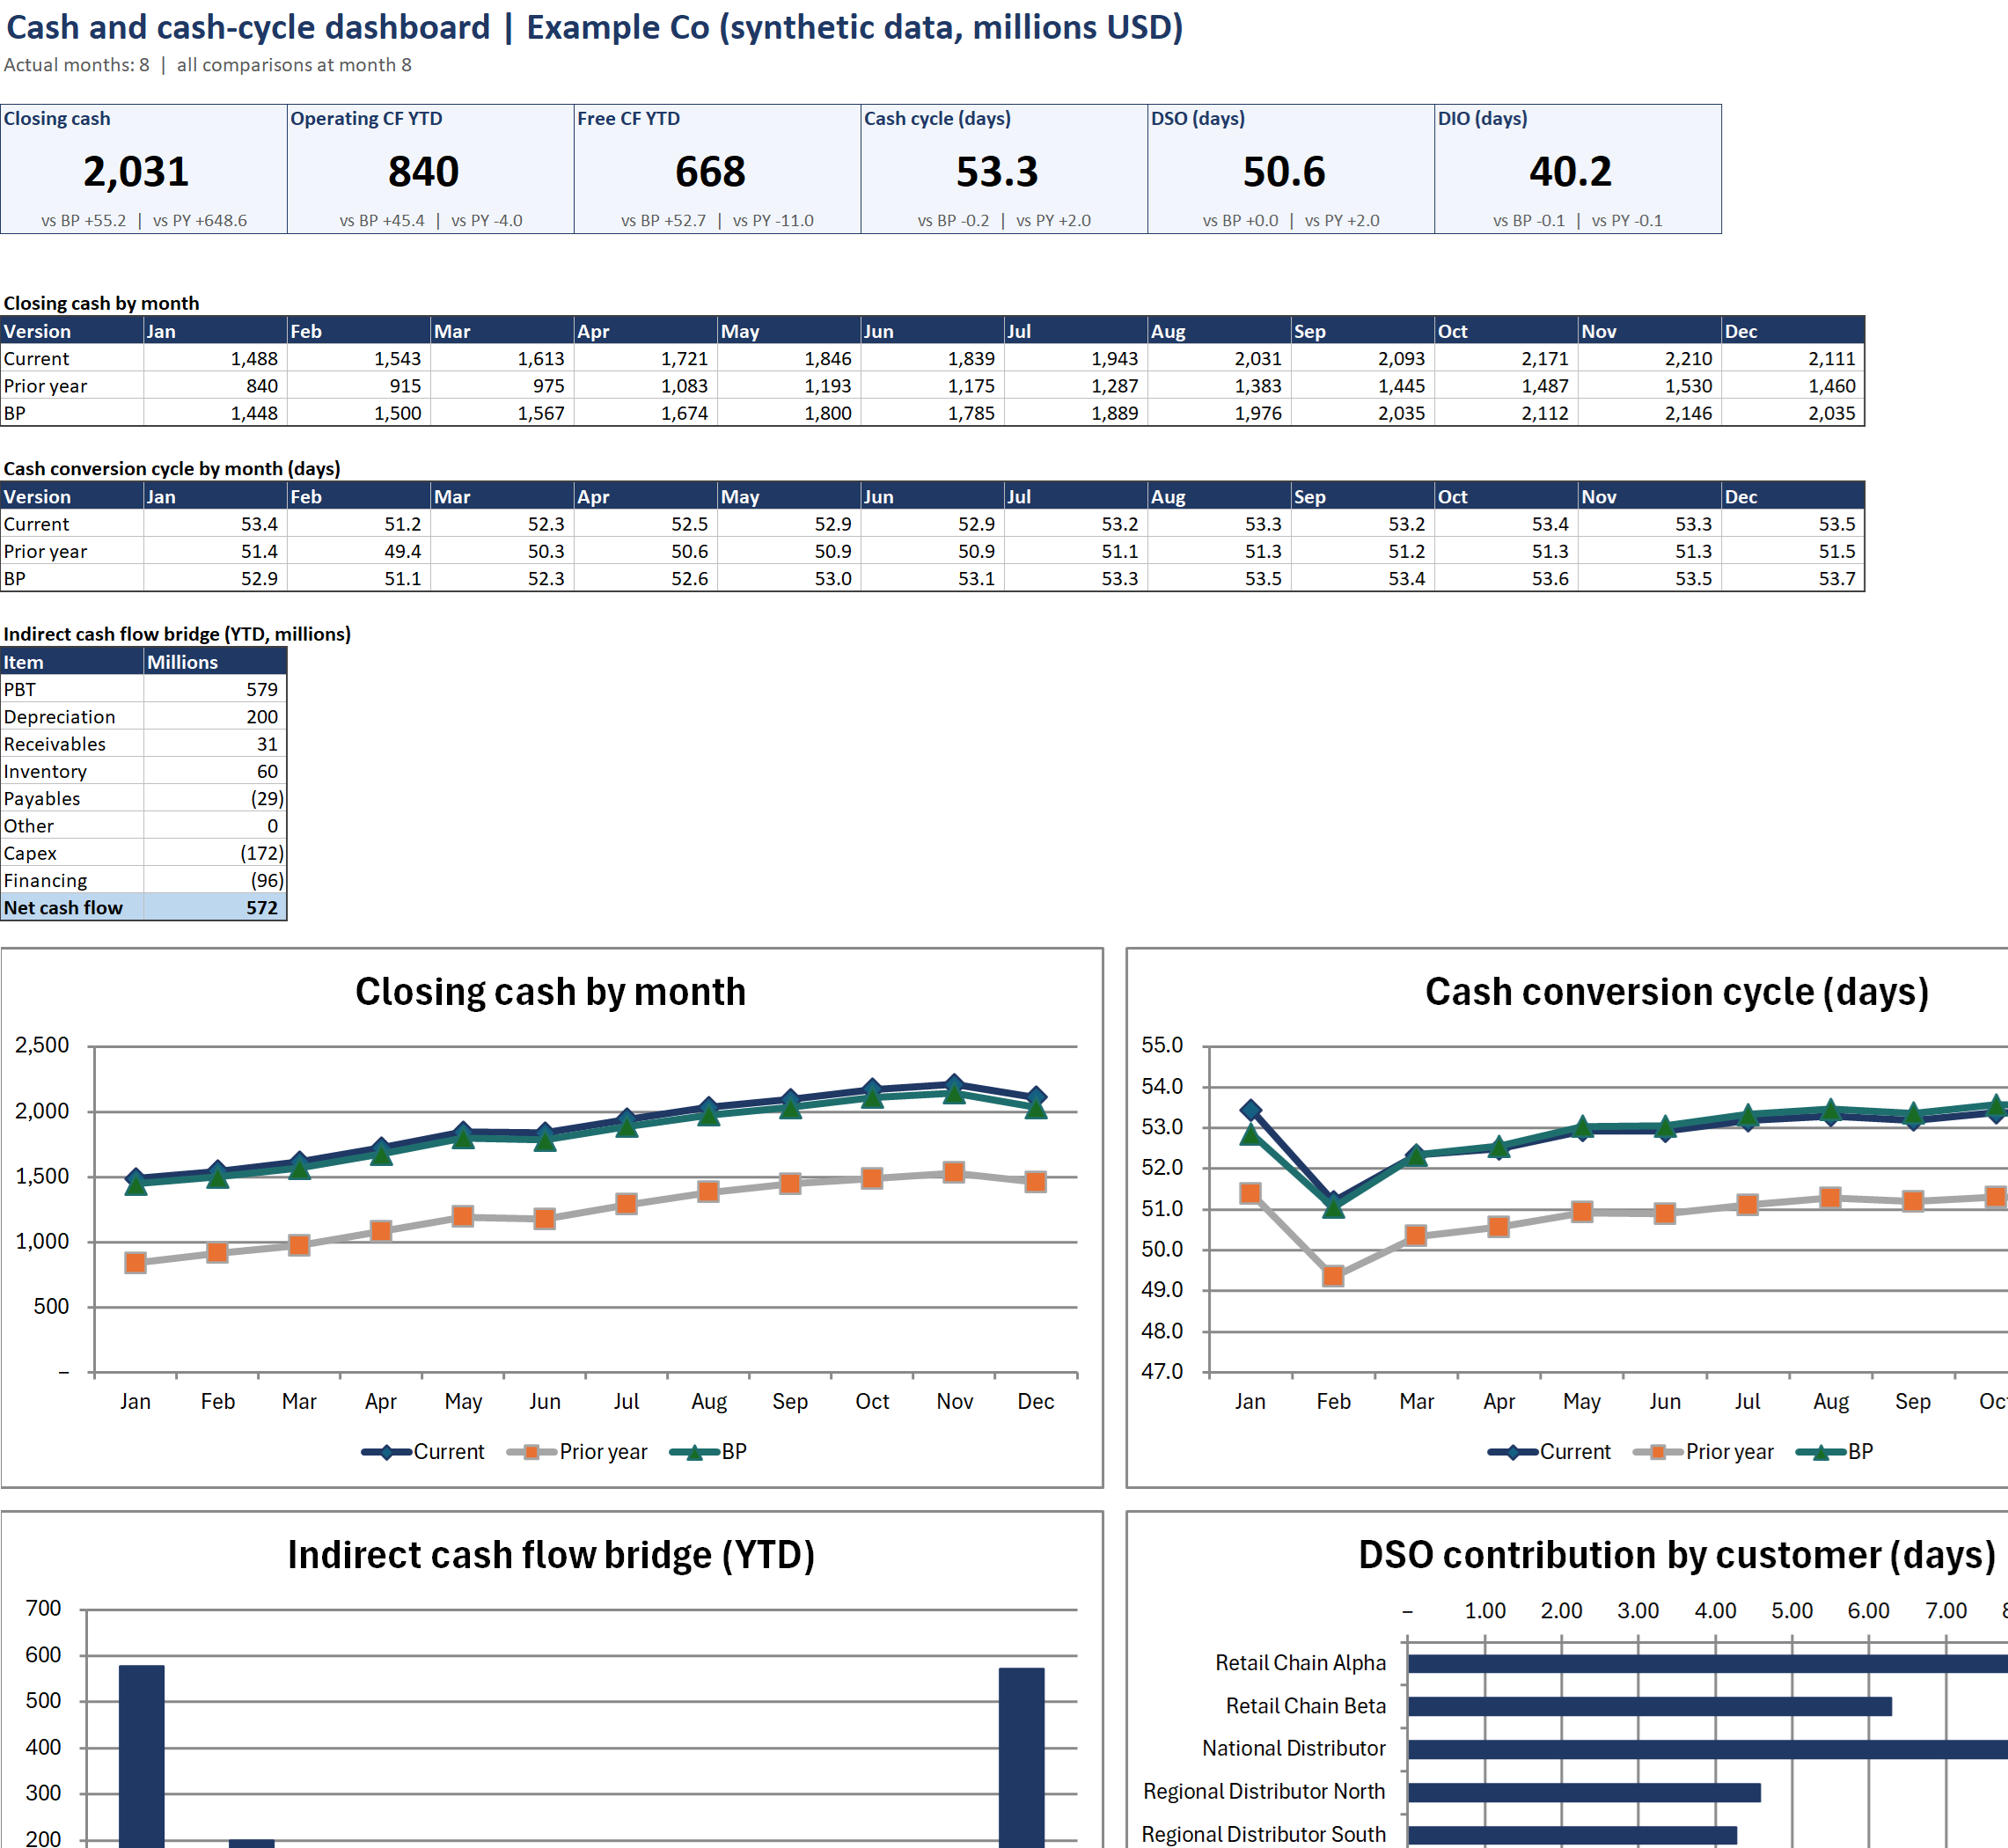 Cash and cash-cycle dashboard | Example Co (synthetic data, millions USD)
Actual months: 8 | all comparisons at month 8
Closing cash Operating CF YTD Free CF YTD Cash cycle (days) DSO (days) DIO (days)
2,031 840 668 53.3 50.6 40.2
vs BP +55.2 | vs PY +648.6 vs BP +45.4 | vs PY -4.0 vs BP +52.7 | vs PY -11.0 vs BP -0.2 | vs PY +2.0 vs BP +0.0 | vs PY +2.0 vs BP -0.1 | vs PY -0.1
Closing cash by month
Version Jan Feb Mar Apr May Jun Jul Aug Sep Oct Nov Dec
Current 1,488 1,543 1,613 1,721 1,846 1,839 1,943 2,031 2,093 2,171 2,210 2,111
Prior year 840 915 975 1,083 1,193 1,175 1,287 1,383 1,445 1,487 1,530 1,460
BP 1,448 1,500 1,567 1,674 1,800 1,785 1,889 1,976 2,035 2,112 2,146 2,035
Cash conversion cycle by month (days)
Version Jan Feb Mar Apr May Jun Jul Aug Sep Oct Nov Dec
Current 53.4 51.2 52.3 52.5 52.9 52.9 53.2 53.3 53.2 53.4 53.3 53.5
Prior year 51.4 49.4 50.3 50.6 50.9 50.9 51.1 51.3 51.2 51.3 51.3 51.5
BP 52.9 51.1 52.3 52.6 53.0 53.1 53.3 53.5 53.4 53.6 53.5 53.7
Indirect cash flow bridge (YTD, millions)
Item Millions
PBT 579
Depreciation 200
Receivables 31
Inventory 60
Payables (29)
Other 0
Capex (172)
Financing (96)
Net cash flow 572
Closing cash by month
2,500
2,000
1,500
1,000
500
–
Jan Feb Mar Apr May Jun Jul Aug Sep Oct Nov Dec
Current Prior year BP
Cash conversion cycle (days)
55.0
54.0
53.0
52.0
51.0
50.0
49.0
48.0
47.0
Jan Feb Mar Apr May Jun Jul Aug Sep Oct
Current Prior year BP
Indirect cash flow bridge (YTD)
700
600
500
400
300
200
DSO contribution by customer (days)
– 1.00 2.00 3.00 4.00 5.00 6.00 7.00
Retail Chain Alpha
Retail Chain Beta
National Distributor
Regional Distributor North
Regional Distributor South